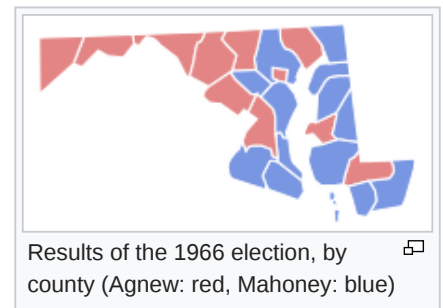 Results of the 1966 election, by
county (Agnew: red, Mahoney: blue)